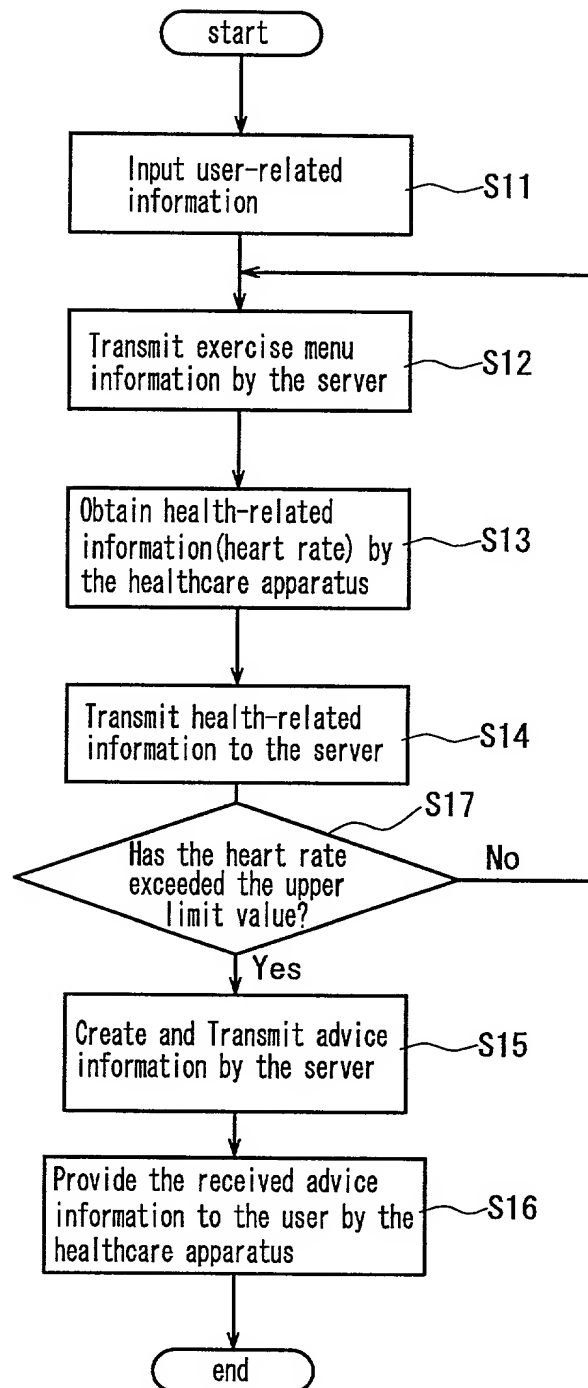 start
Input user-related
information
S11
Transmit exercise menu
information by the server
S12
Obtain health-related
information(heart rate) by
the healthcare apparatus
S13
Transmit health-related
information to the server
S14
S17
Has the heart rate
exceeded the upper
limit value?
No
Yes
Create and Transmit advice
information by the server
S15
Provide the received advice
information to the user by the
healthcare apparatus
S16
end